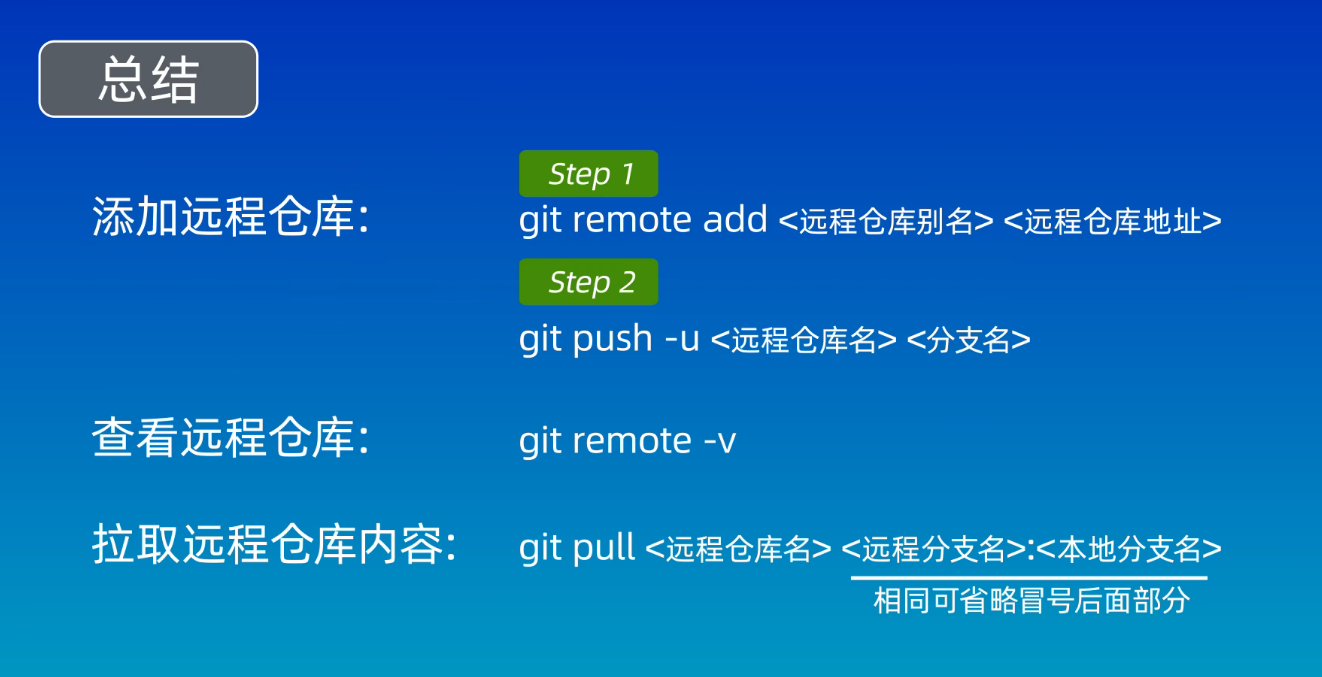 总结
Step 1
添加远程仓库: git remote add <远程仓库别名> <远程仓库地址>
Step 2
git push -u <远程仓库名> <分支名>
查看远程仓库: git remote -v
拉取远程仓库内容: git pull <远程仓库名> <远程分支名>:<本地分支名>
相同可省略冒号后面部分